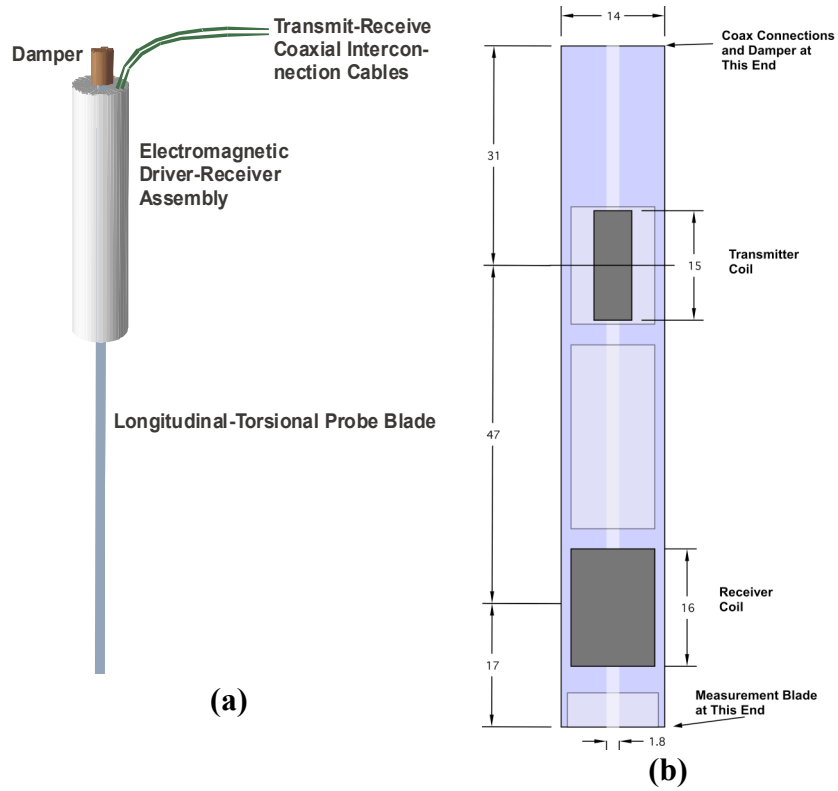 Damper
Transmit-Receive
Coaxial Intercon-
nection Cables
Electromagnetic
Driver-Receiver
Assembly
Longitudinal-Torsional Probe Blade
(a)
14
Coax Connections
and Damper at
This End
31
15
Transmitter
Coil
47
16
Receiver
Coil
17
Measurement Blade
at This End
1.8
(b)